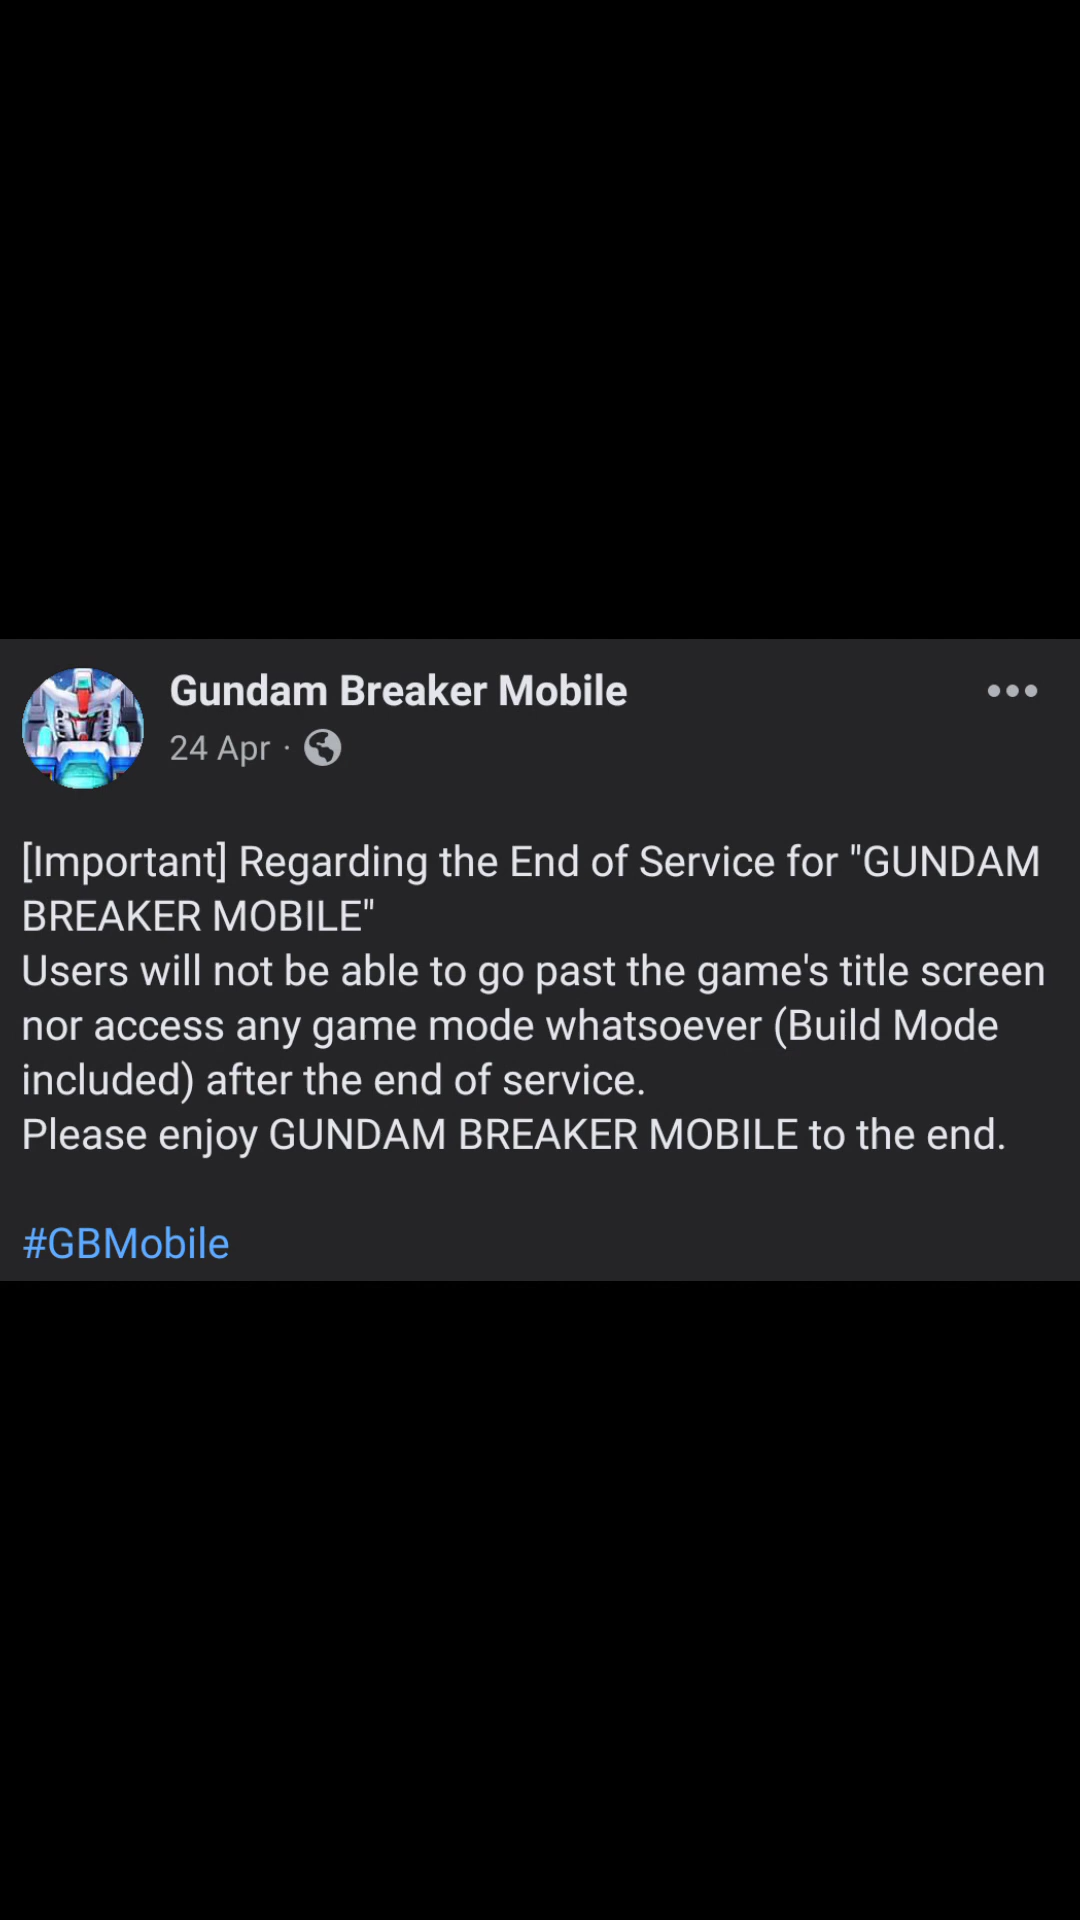 Gundam Breaker Mobile
24 Apr ·
[Important] Regarding the End of Service for "GUNDAM
BREAKER MOBILE"
Users will not be able to go past the game's title screen
nor access any game mode whatsoever (Build Mode
included) after the end of service.
Please enjoy GUNDAM BREAKER MOBILE to the end.
#GBMobile